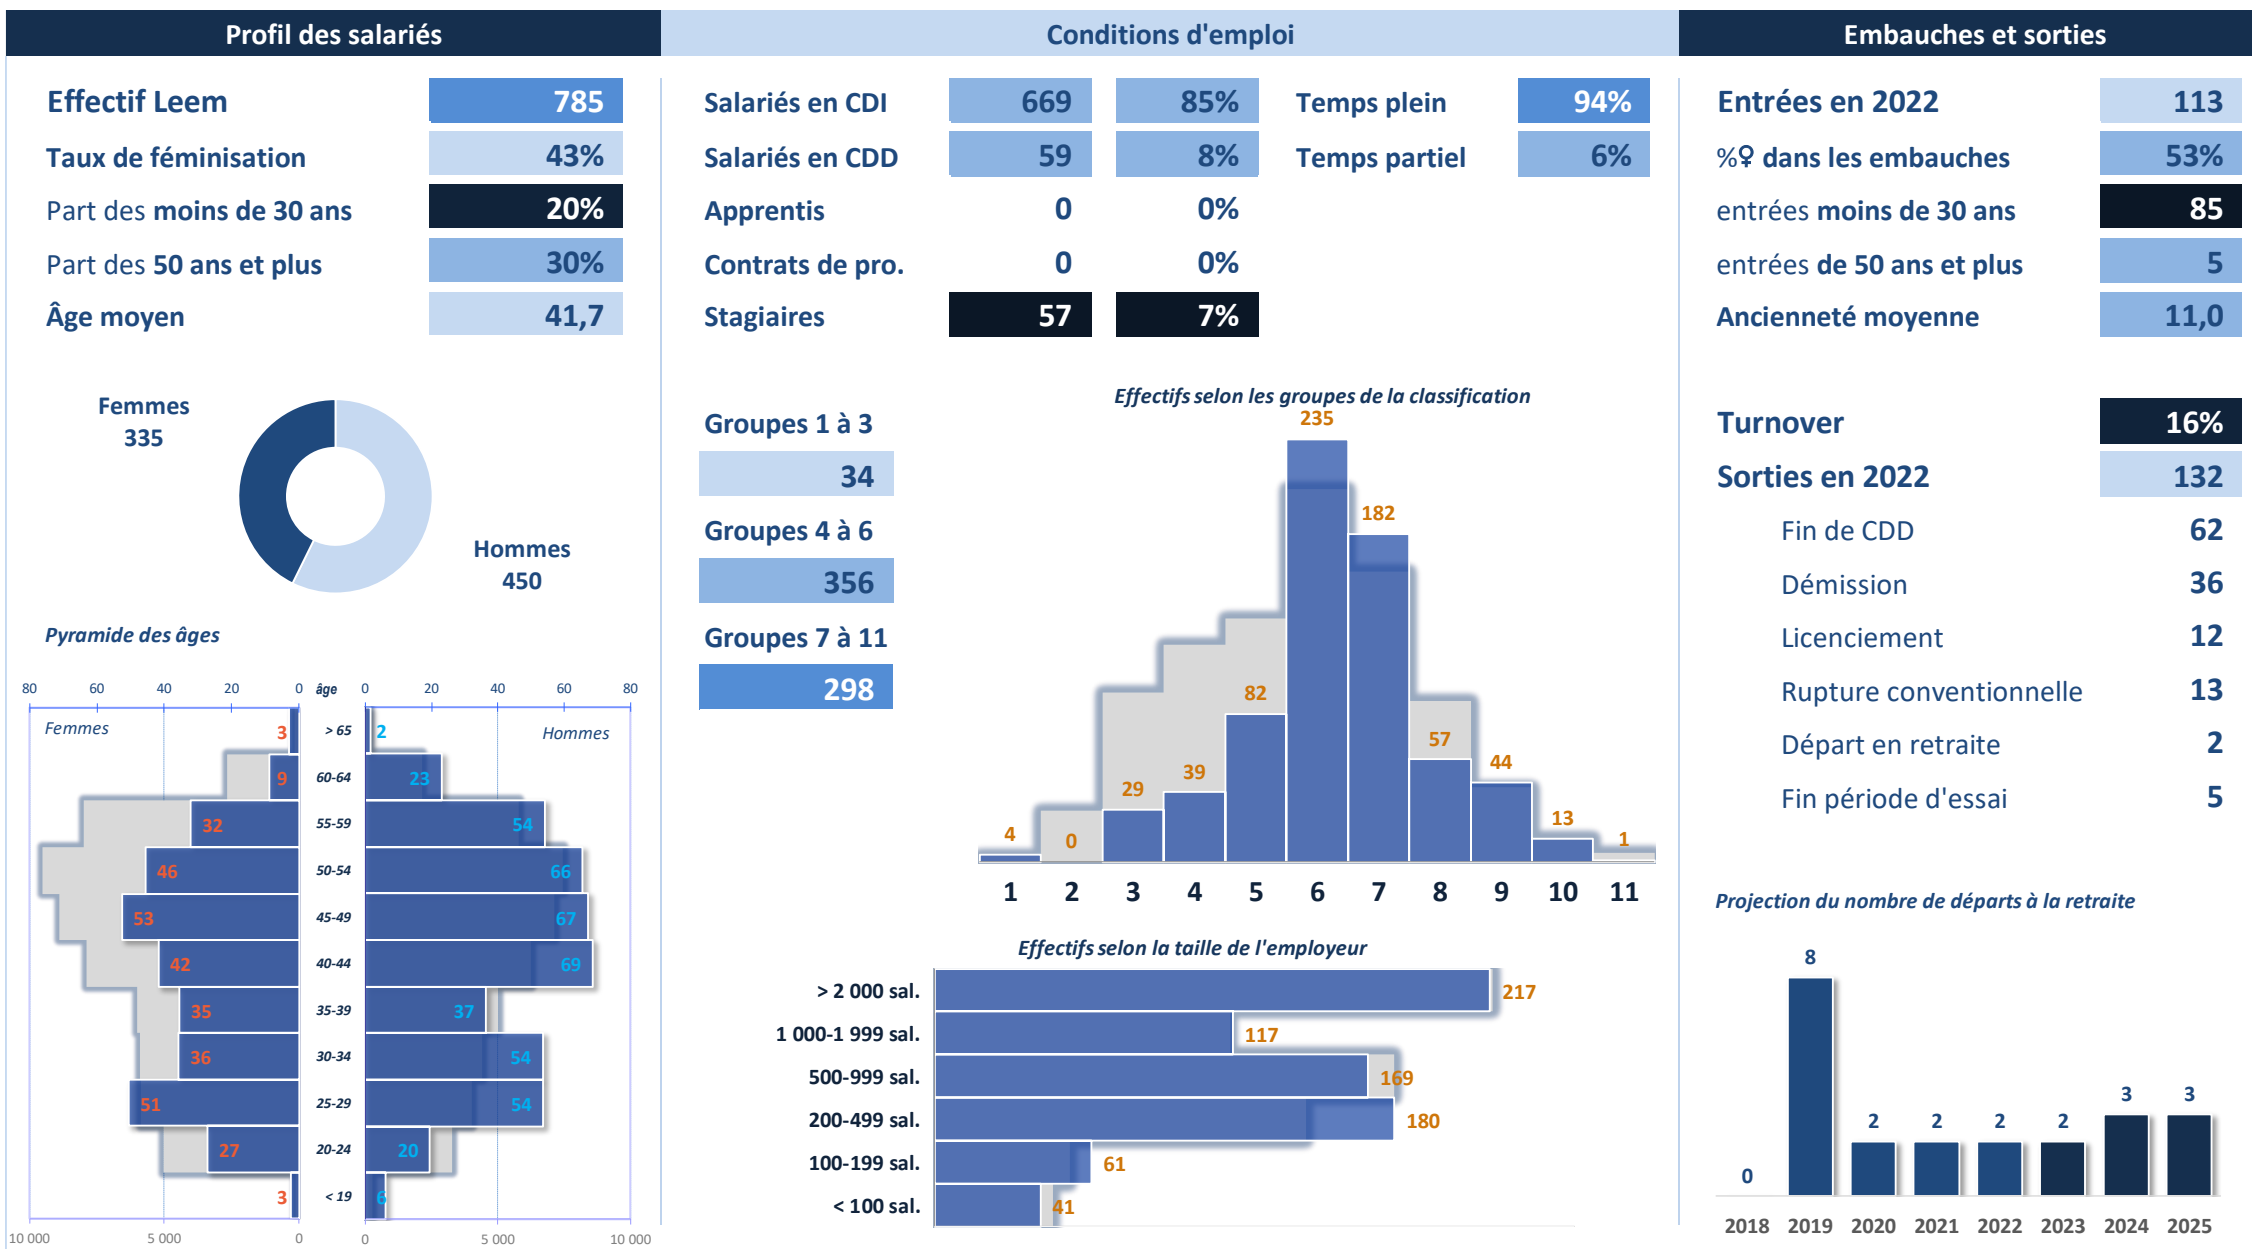 Profil des salariés
Effectif Leem 785
Taux de féminisation 43%
Part des moins de 30 ans 20%
Part des 50 ans et plus 30%
Âge moyen 41,7
Femmes
335
Hommes
450
Pyramide des âges
80 60 40 20 0 âge 0 20 40 60 80
Femmes 3 > 65 2 Hommes
9 60-64 23
32 55-59 54
46 50-54 66
53 45-49 67
42 40-44 69
35 35-39 37
36 30-34 54
51 25-29 54
27 20-24 20
3 < 19 6
10 000 5 000 0 0 5 000 10 000
Conditions d'emploi
Salariés en CDI 669 85% Temps plein 94%
Salariés en CDD 59 8% Temps partiel 6%
Apprentis 0 0%
Contrats de pro. 0 0%
Stagiaires 57 7%
Groupes 1 à 3
34
Groupes 4 à 6
356
Groupes 7 à 11
298
Effectifs selon les groupes de la classification
4 0 29 39 82 235 182 57 44 13 1
1 2 3 4 5 6 7 8 9 10 11
Effectifs selon la taille de l'employeur
> 2 000 sal. 217
1 000-1 999 sal. 117
500-999 sal. 169
200-499 sal. 180
100-199 sal. 61
< 100 sal. 41
Embauches et sorties
Entrées en 2022 113
%♀ dans les embauches 53%
entrées moins de 30 ans 85
entrées de 50 ans et plus 5
Ancienneté moyenne 11,0
Turnover 16%
Sorties en 2022 132
Fin de CDD 62
Démission 36
Licenciement 12
Rupture conventionnelle 13
Départ en retraite 2
Fin période d'essai 5
Projection du nombre de départs à la retraite
0 8 2 2 2 2 3 3
2018 2019 2020 2021 2022 2023 2024 2025